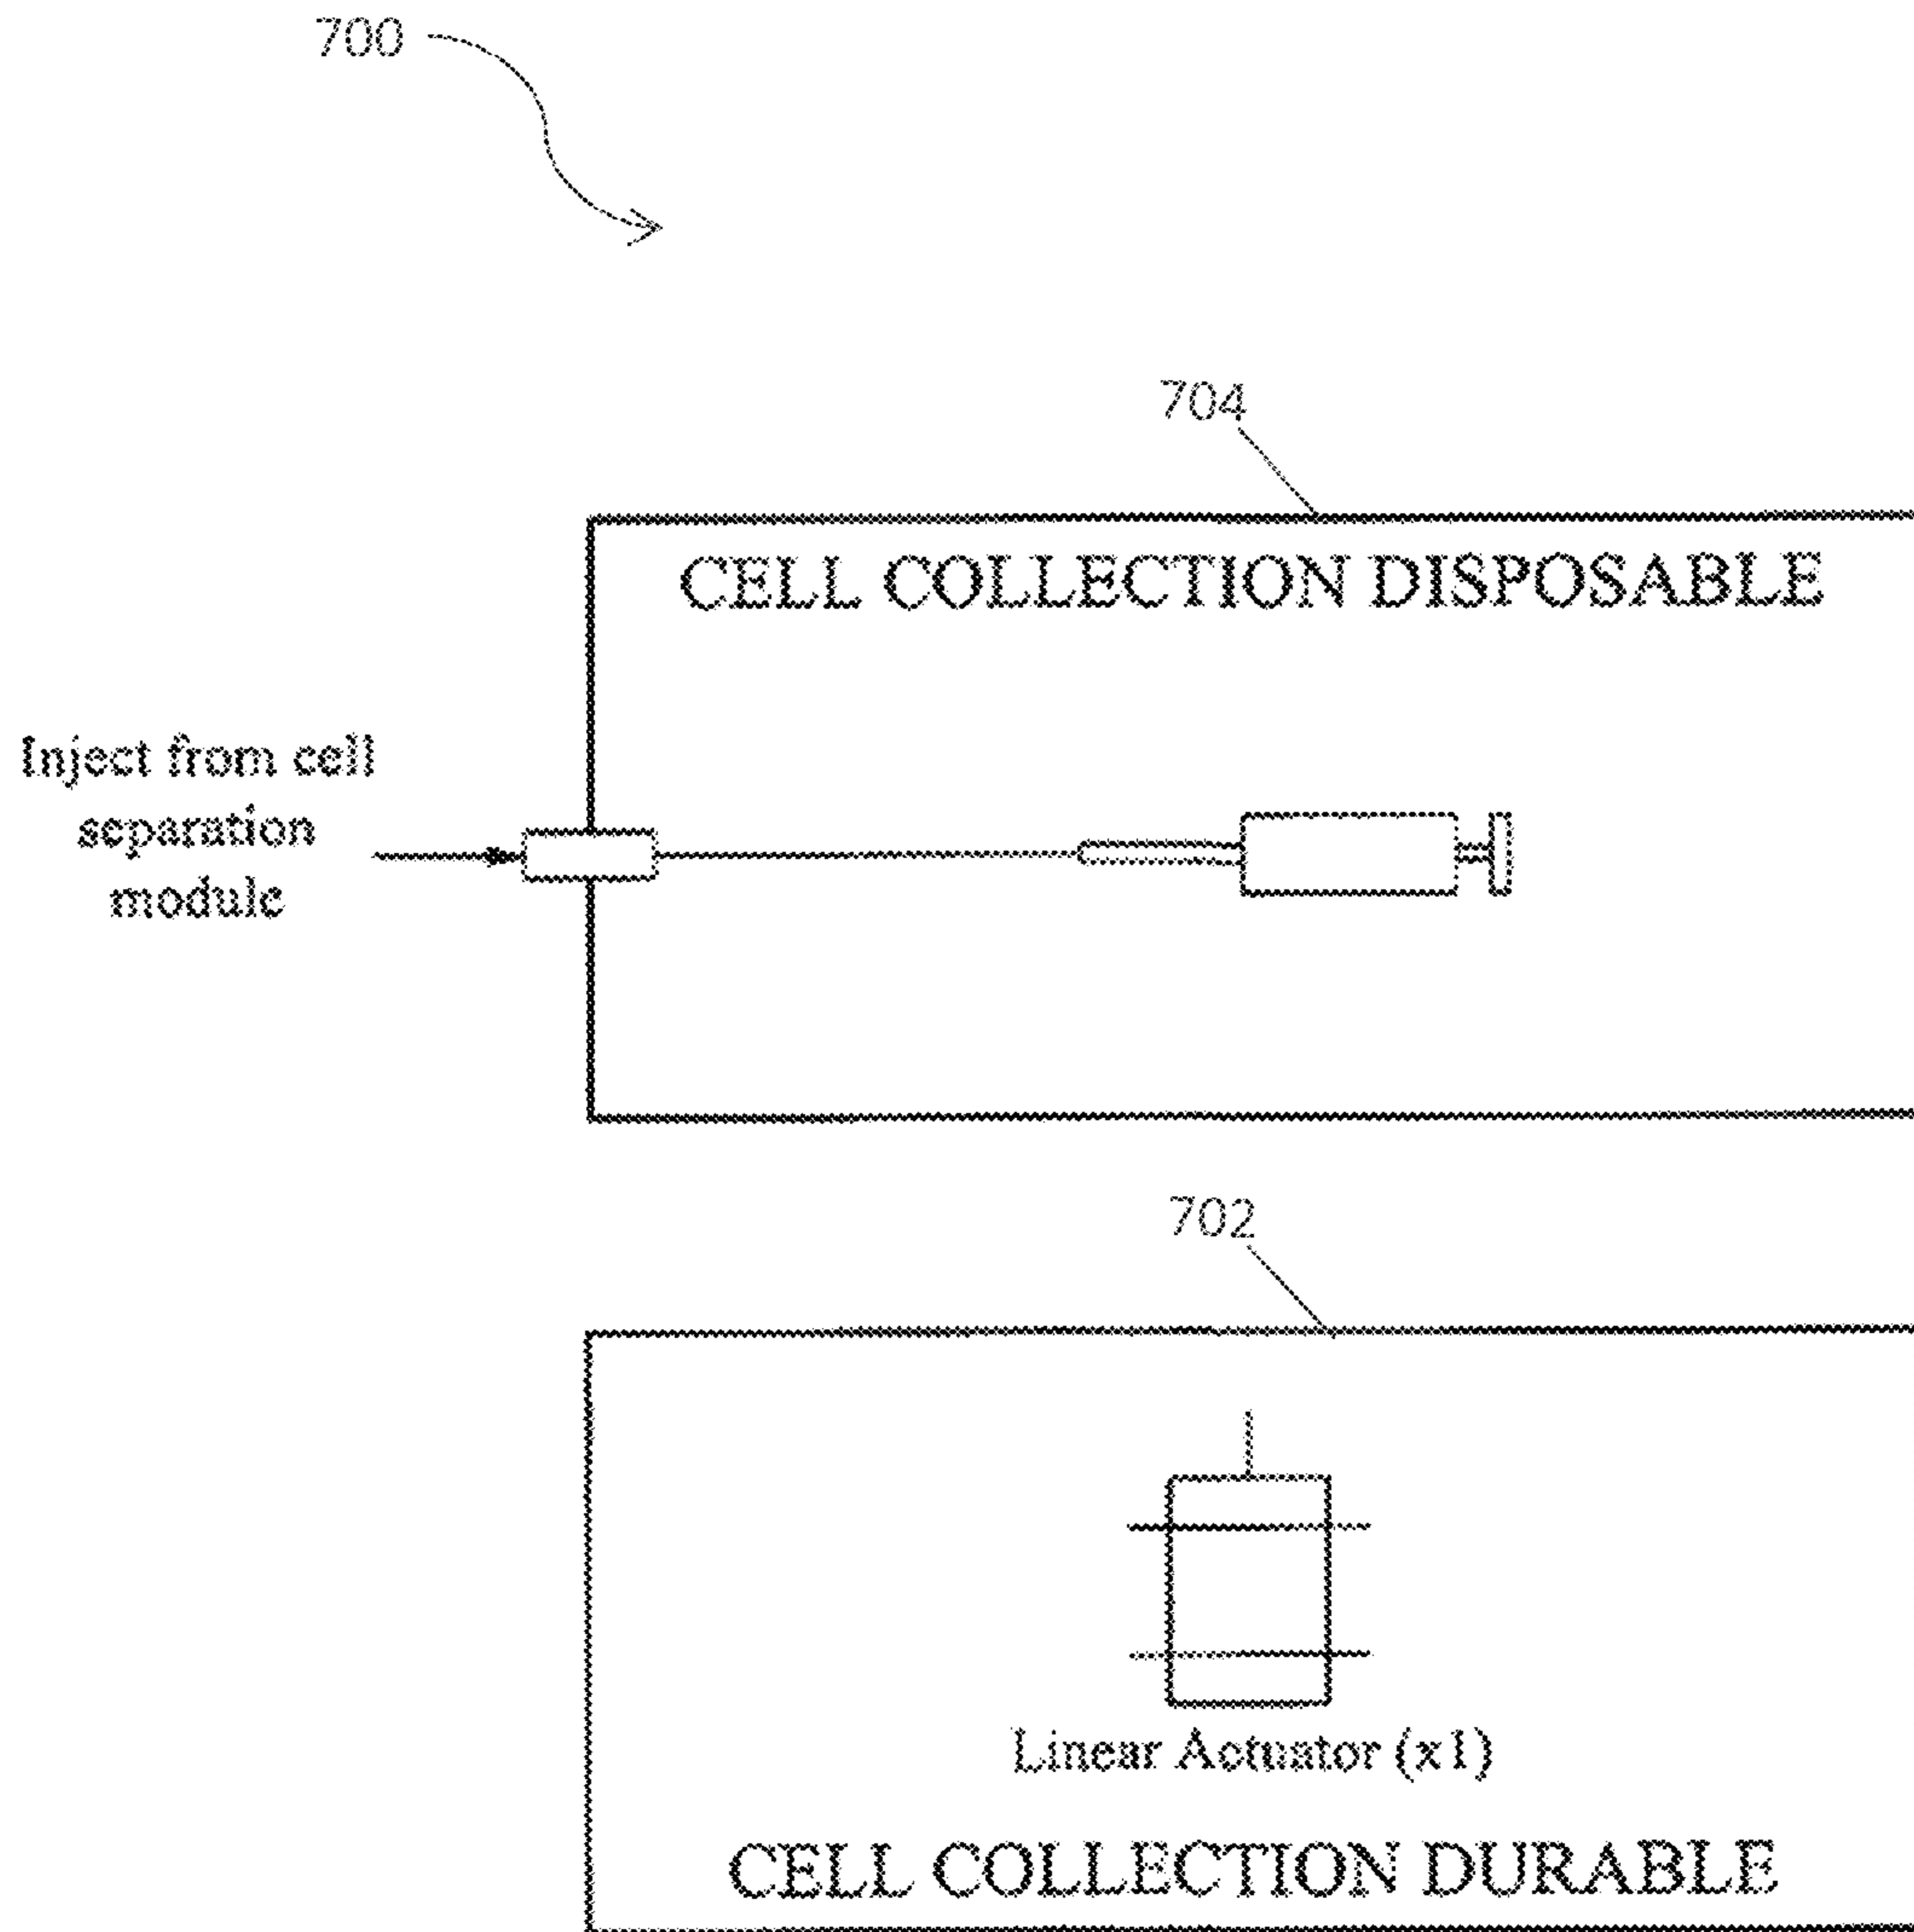 700
704
CELL COLLECTION DISPOSABLE
Inject from cell
separation
module
702
Linear Actuator (x1)
CELL COLLECTION DURABLE